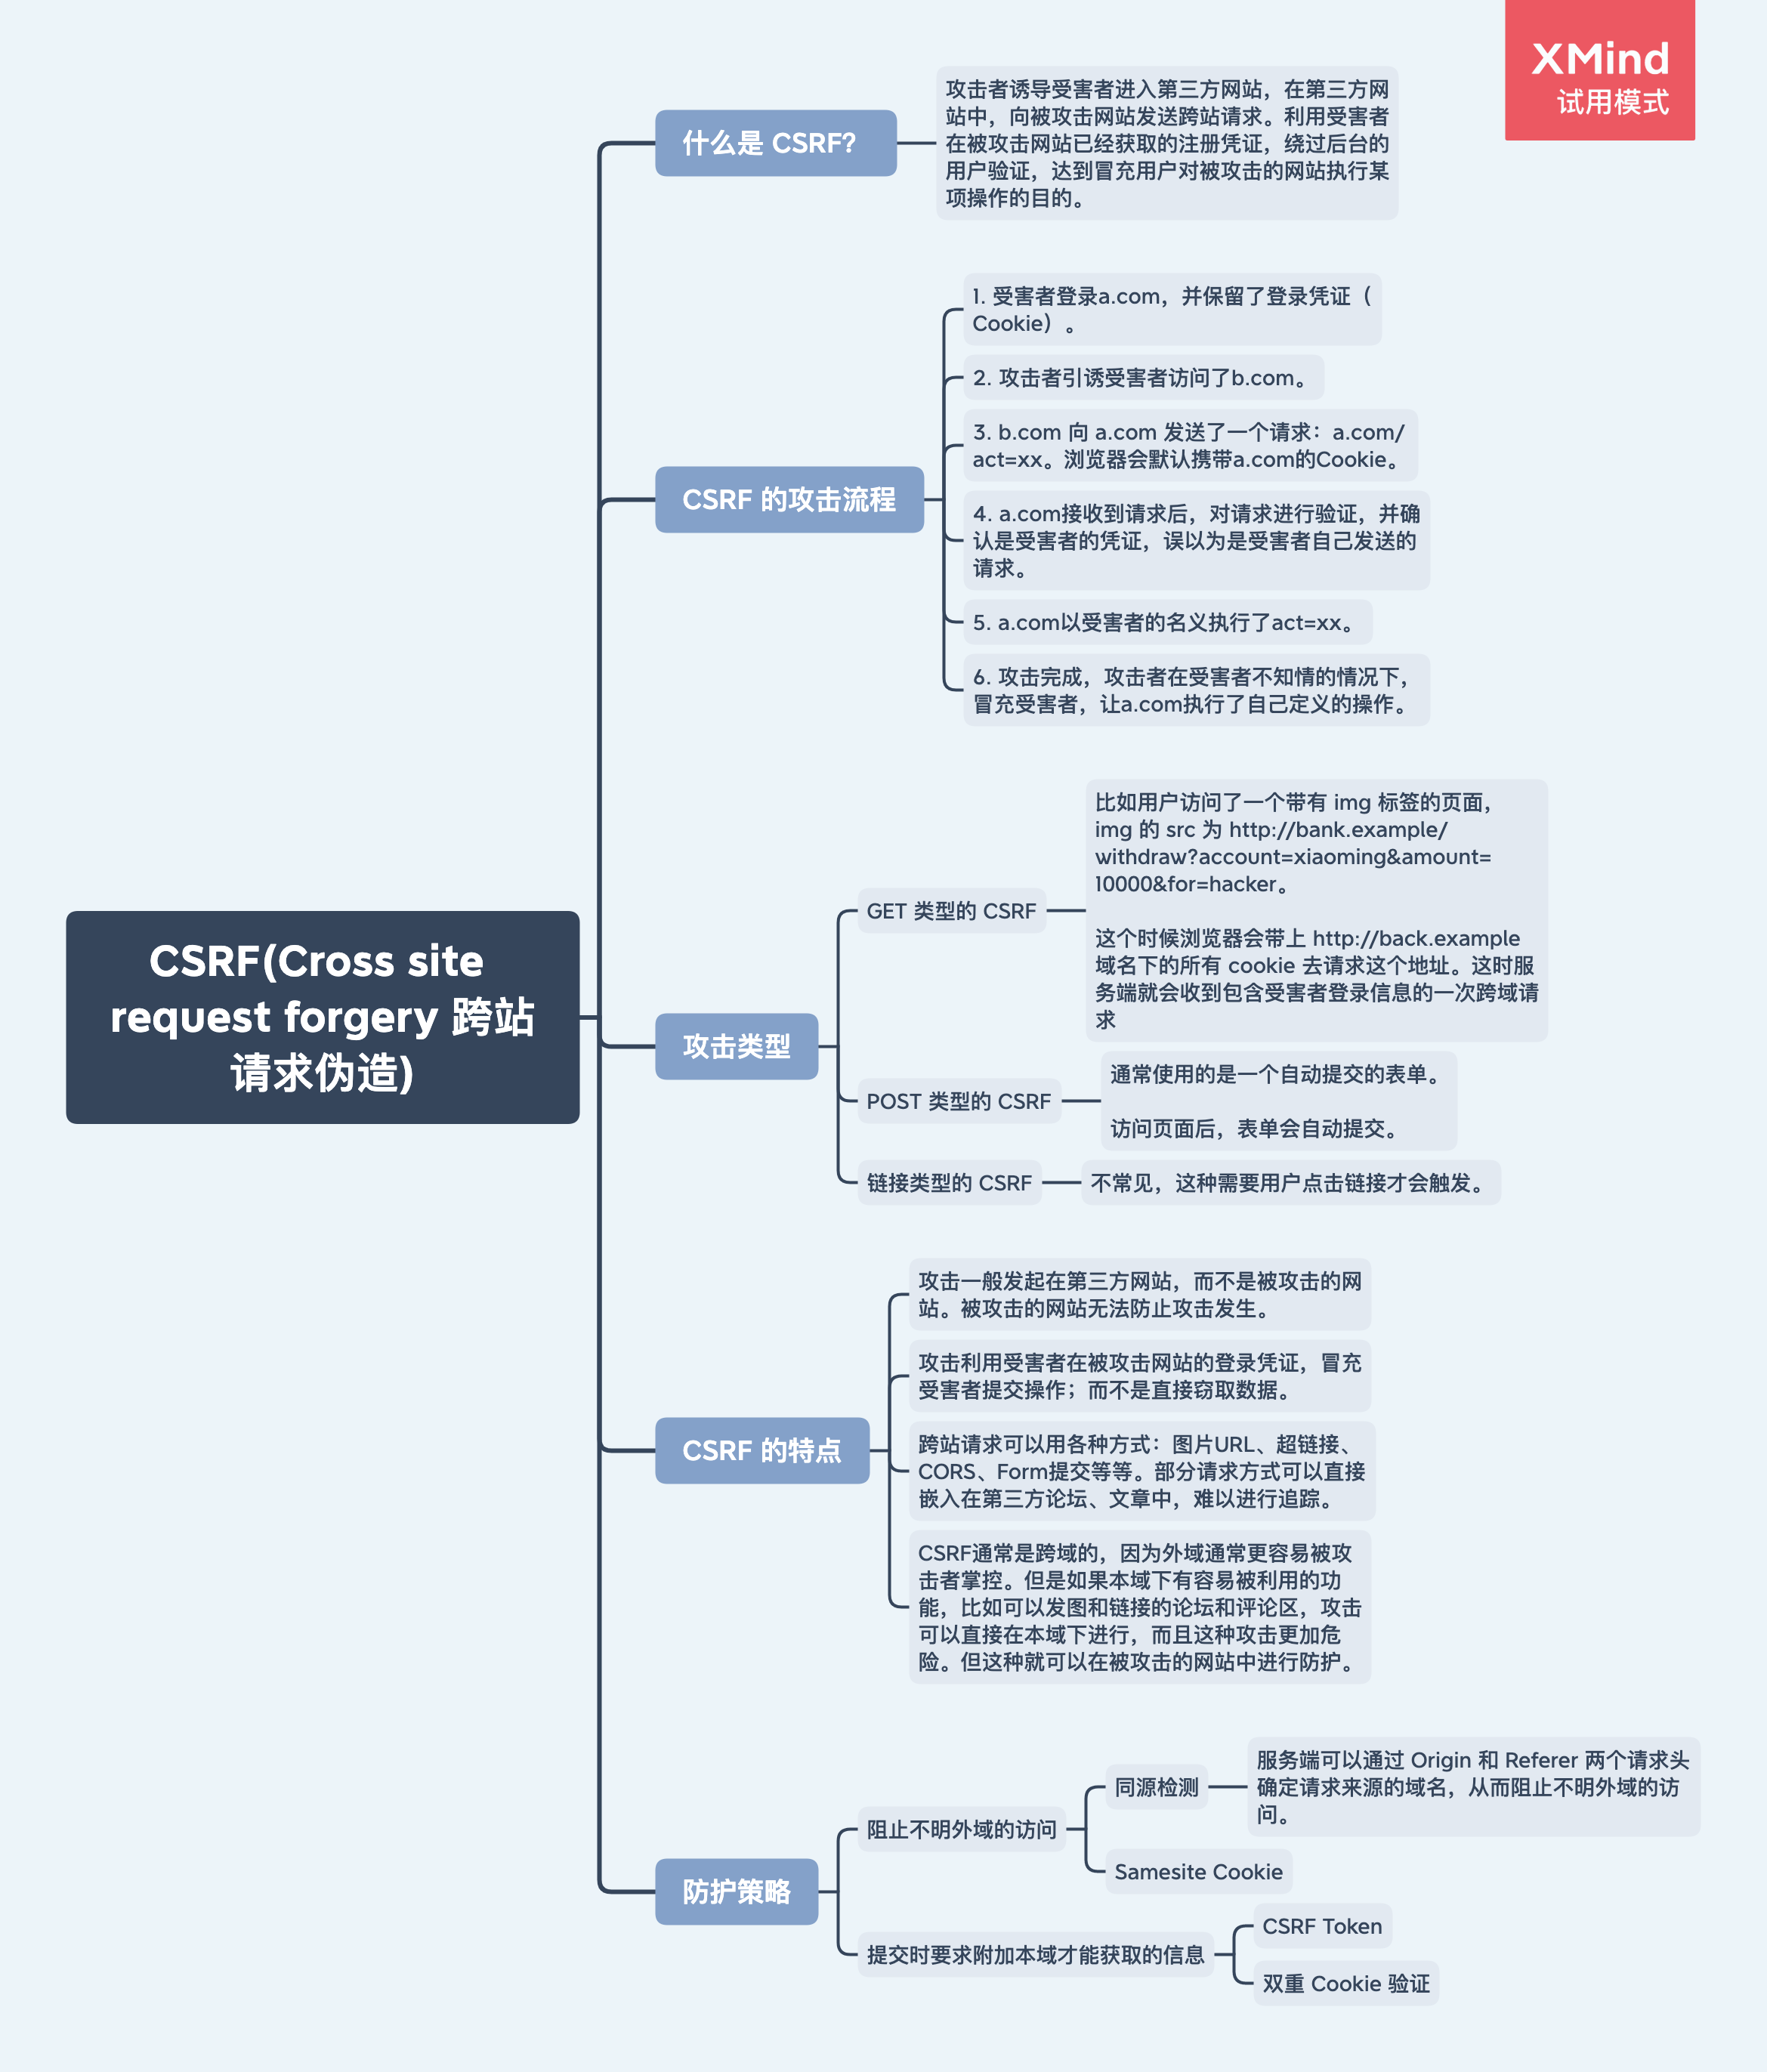 XMind
试用模式
CSRF(Cross site
request forgery 跨站
请求伪造)
什么是 CSRF?
攻击者诱导受害者进入第三方网站，在第三方网
站中，向被攻击网站发送跨站请求。利用受害者
在被攻击网站已经获取的注册凭证，绕过后台的
用户验证，达到冒充用户对被攻击的网站执行某
项操作的目的。
CSRF 的攻击流程
1. 受害者登录a.com，并保留了登录凭证（
Cookie）。
2. 攻击者引诱受害者访问了b.com。
3. b.com 向 a.com 发送了一个请求：a.com/
act=xx。浏览器会默认携带a.com的Cookie。
4. a.com接收到请求后，对请求进行验证，并确
认是受害者的凭证，误以为是受害者自己发送的
请求。
5. a.com以受害者的名义执行了act=xx。
6. 攻击完成，攻击者在受害者不知情的情况下，
冒充受害者，让a.com执行了自己定义的操作。
攻击类型
GET 类型的 CSRF
比如用户访问了一个带有 img 标签的页面，
img 的 src 为 http://bank.example/
withdraw?account=xiaoming&amount=
10000&for=hacker。
这个时候浏览器会带上 http://back.example
域名下的所有 cookie 去请求这个地址。这时服
务端就会收到包含受害者登录信息的一次跨域请
求
POST 类型的 CSRF
通常使用的是一个自动提交的表单。
访问页面后，表单会自动提交。
链接类型的 CSRF
不常见，这种需要用户点击链接才会触发。
CSRF 的特点
攻击一般发起在第三方网站，而不是被攻击的网
站。被攻击的网站无法防止攻击发生。
攻击利用受害者在被攻击网站的登录凭证，冒充
受害者提交操作；而不是直接窃取数据。
跨站请求可以用各种方式：图片URL、超链接、
CORS、Form提交等等。部分请求方式可以直接
嵌入在第三方论坛、文章中，难以进行追踪。
CSRF通常是跨域的，因为外域通常更容易被攻
击者掌控。但是如果本域下有容易被利用的功
能，比如可以发图和链接的论坛和评论区，攻击
可以直接在本域下进行，而且这种攻击更加危
险。但这种就可以在被攻击的网站中进行防护。
防护策略
阻止不明外域的访问
同源检测
服务端可以通过 Origin 和 Referer 两个请求头
确定请求来源的域名，从而阻止不明外域的访
问。
Samesite Cookie
提交时要求附加本域才能获取的信息
CSRF Token
双重 Cookie 验证